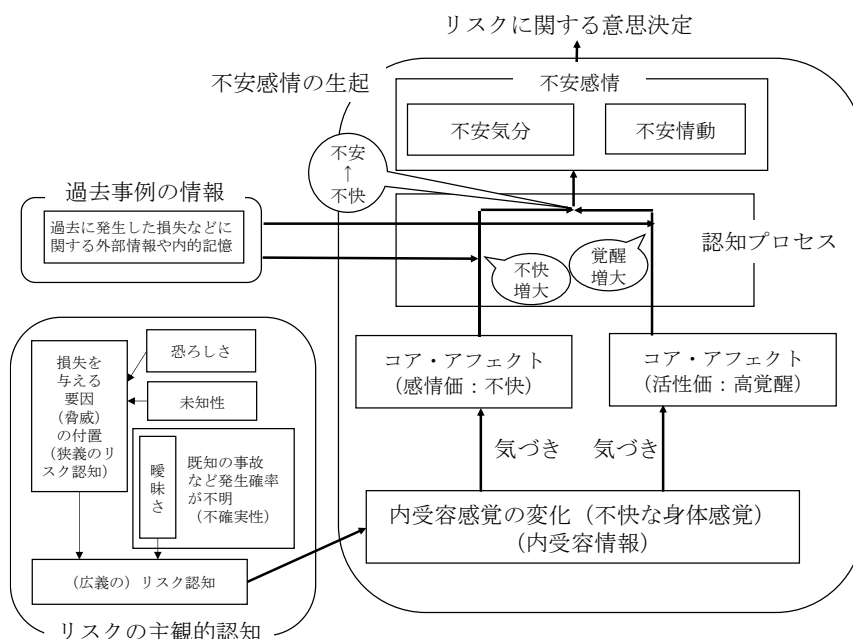 リスクに関する意思決定
不安感情の生起
不安感情
不安気分
不安情動
不安
↑
不快
過去事例の情報
過去に発生した損失などに
関する外部情報や内的記憶
認知プロセス
不快
増大
覚醒
増大
コア・アフェクト
(感情価：不快)
コア・アフェクト
(活性価：高覚醒)
損失を
与える
要因
(脅威)
の付置
(狭義のリ
スク認知)
恐ろしさ
未知性
曖昧さ
既知の事故
など発生確率
が不明
(不確実性)
気づき
気づき
内受容感覚の変化（不快な身体感覚）
(内受容情報)
(広義の) リスク認知
リスクの主観的認知